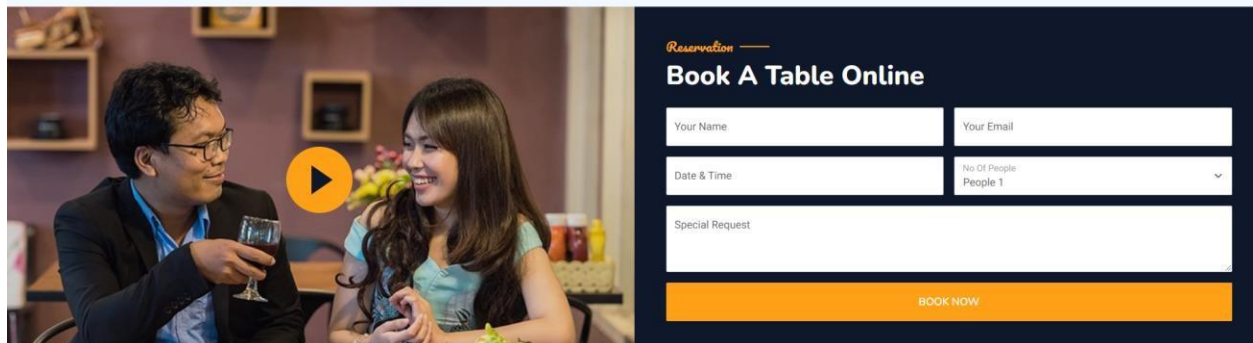 Reservation
Book A Table Online
Your Name
Your Email
Date & Time
No Of People
People 1
Special Request
BOOK NOW